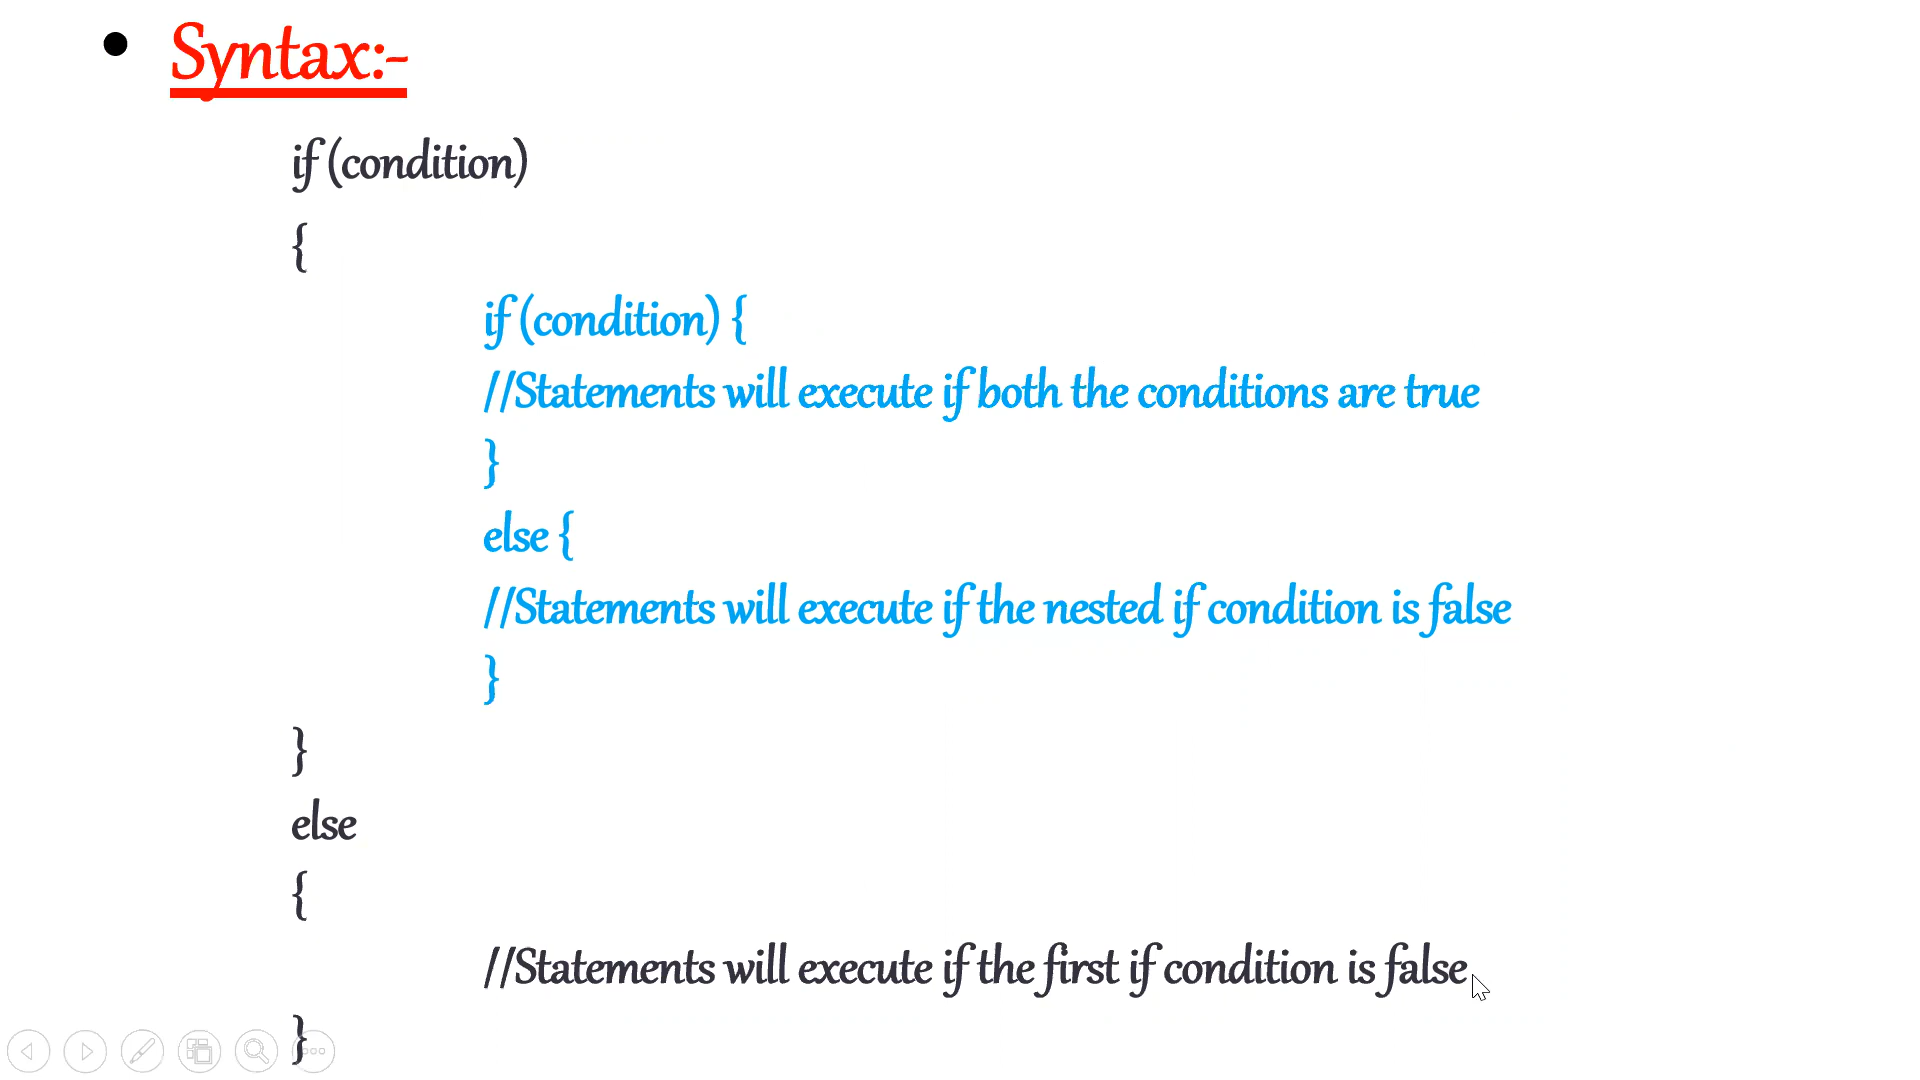 • Syntax:-
if (condition)
{
if (condition) {
//Statements will execute if both the conditions are true
}
else {
//Statements will execute if the nested if condition is false
}
}
else
{
//Statements will execute if the first if condition is false
}